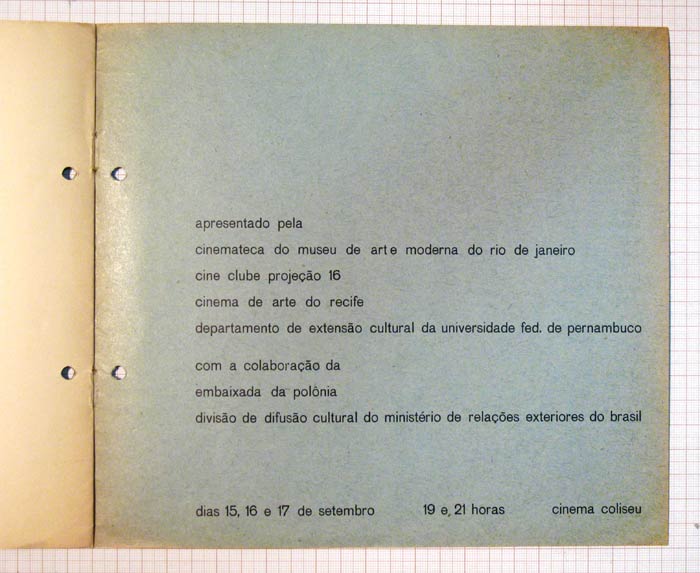 apresentado pela
cinemateca do museu de arte moderna do rio de janeiro
cine clube projeção 16
cinema de arte do recife
departamento de extensão cultural da universidade fed. de pernambuco
com a colaboração da
embaixada da polônia
divisão de difusão cultural do ministério de relações exteriores do brasil
dias 15, 16 e 17 de setembro 19 e, 21 horas cinema coliseu